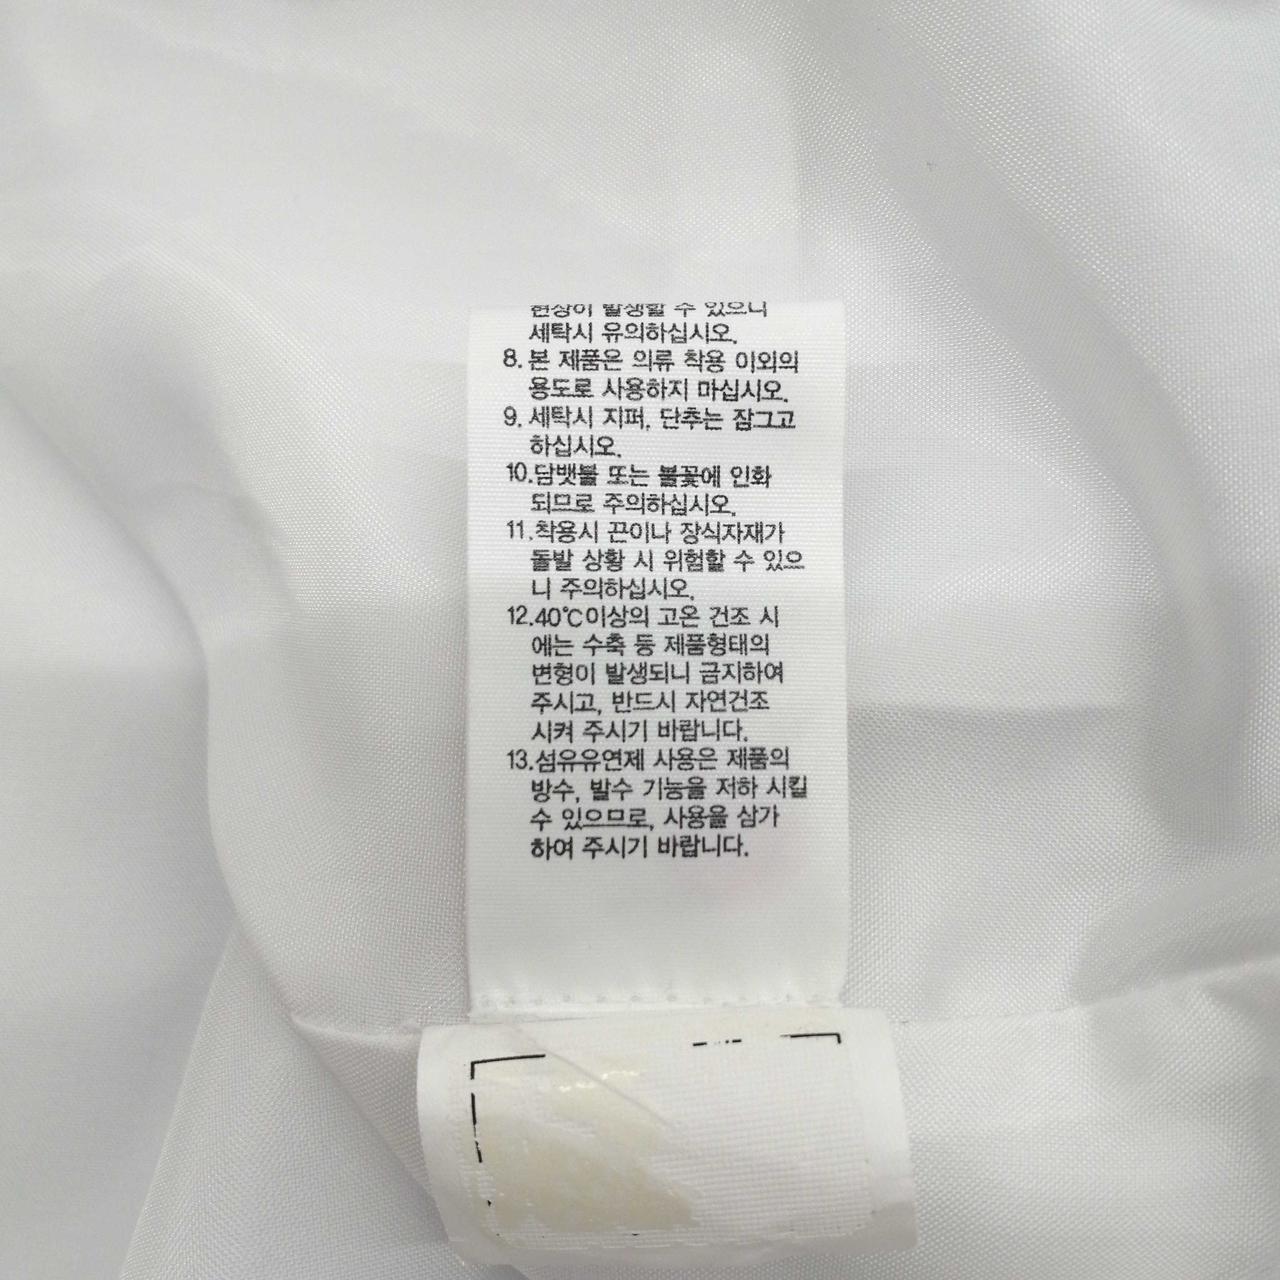 현상이 발생할 수 있으니
세탁시 유의하십시오.
8. 본 제품은 의류 착용 이외의
용도로 사용하지 마십시오.
9. 세탁시 지퍼, 단추는 잠그고
하십시오.
10.담뱃불 또는 불꽃에 인화
되므로 주의하십시오.
11.착용시 끈이나 장식자재가
돌발 상황 시 위험할 수 있으
니 주의하십시오.
12.40℃이상의 고온 건조 시
에는 수축 등 제품형태의
변형이 발생되니 금지하여
주시고, 반드시 자연건조
시켜 주시기 바랍니다.
13.섬유유연제 사용은 제품의
방수, 발수 기능을 저하 시킬
수 있으므로, 사용을 삼가
하여 주시기 바랍니다.